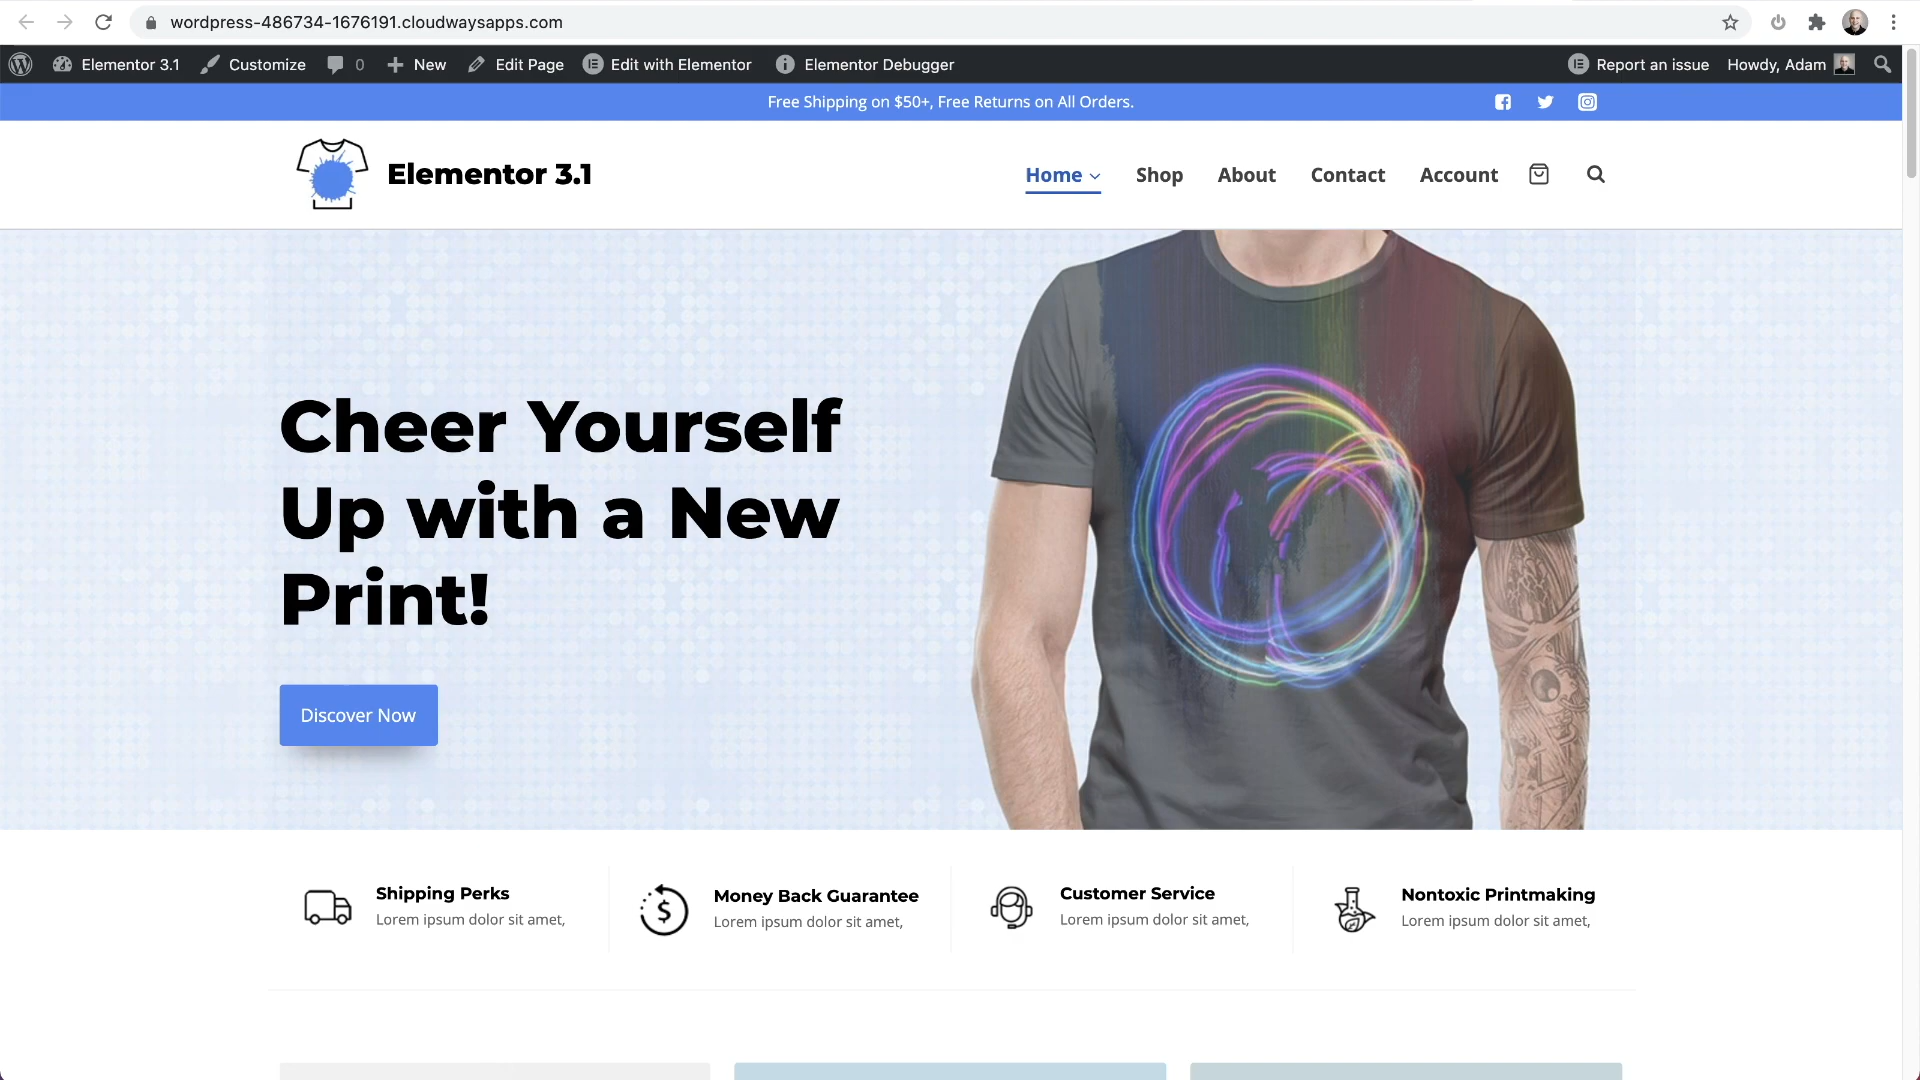 wordpress-486734-1676191.cloudwaysapps.com
Elementor 3.1 Customize 0 New Edit Page Edit with Elementor Elementor Debugger Report an issue Howdy, Adam
Free Shipping on $50+, Free Returns on All Orders.
Elementor 3.1 Home Shop About Contact Account
Cheer Yourself
Up with a New
Print!
Discover Now
Shipping Perks
Lorem ipsum dolor sit amet,
Money Back Guarantee
Lorem ipsum dolor sit amet,
Customer Service
Lorem ipsum dolor sit amet,
Nontoxic Printmaking
Lorem ipsum dolor sit amet,